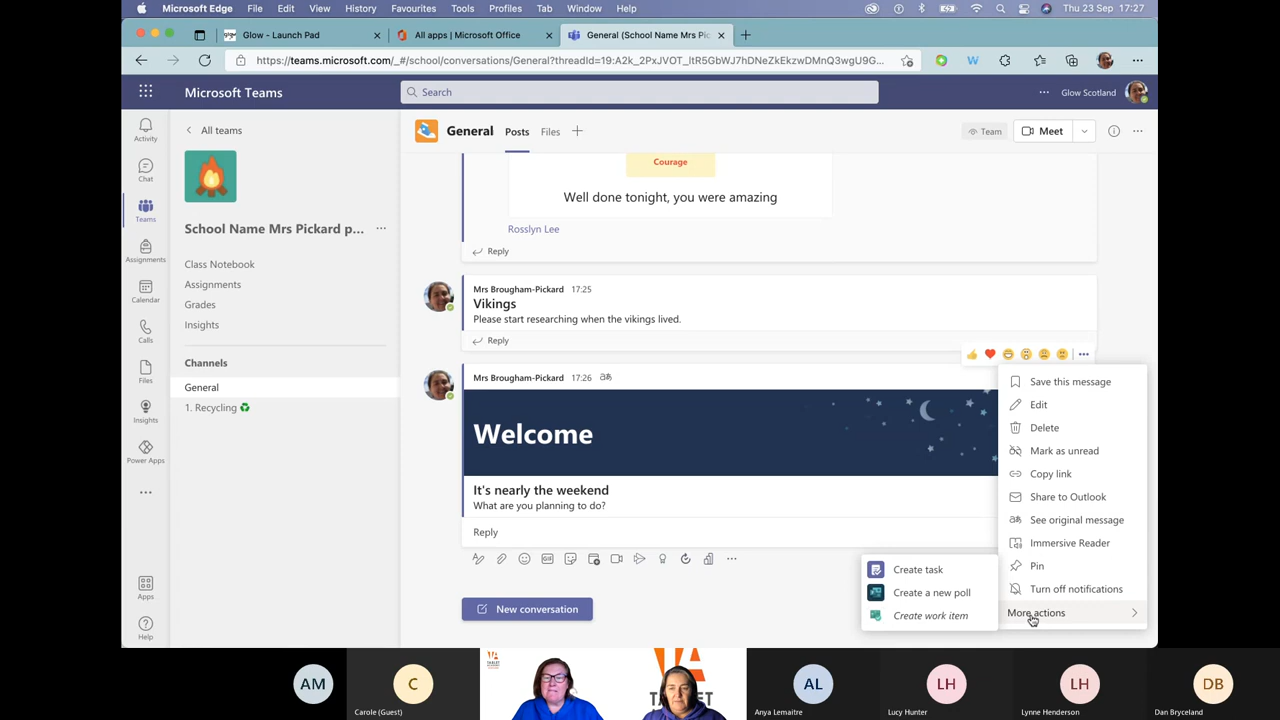 Microsoft Edge File Edit View History Favourites Tools Profiles Tab Window Help Thu 23 Sep 17:27
glow Glow - Launch Pad All apps | Microsoft Office General (School Name Mrs Pic
https://teams.microsoft.com/_#/school/conversations/General?threadId=19:A2k_2PxJVOT_ItR5GbWJ7hDNeZkEkzwDMnQ3wgU9G...
Microsoft Teams
Search
Glow Scotland
Activity
Chat
Teams
Assignments
Calendar
Calls
Files
Insights
Power Apps
Apps
Help
All teams
School Name Mrs Pickard p...
Class Notebook
Assignments
Grades
Insights
Channels
General
1. Recycling
General Posts Files Team Meet
Courage
Well done tonight, you were amazing
Rosslyn Lee
Reply
Mrs Brougham-Pickard 17:25
Vikings
Please start researching when the vikings lived.
Reply
Mrs Brougham-Pickard 17:26
Welcome
It's nearly the weekend
What are you planning to do?
Reply
GIF
New conversation
Save this message
Edit
Delete
Mark as unread
Copy link
Share to Outlook
See original message
Immersive Reader
Pin
Turn off notifications
More actions
Create task
Create a new poll
Create work item
AM
C
Carole (Guest)
TABLET
AL
Anya Lemaitre
LH
Lucy Hunter
LH
Lynne Henderson
DB
Dan Bryceland